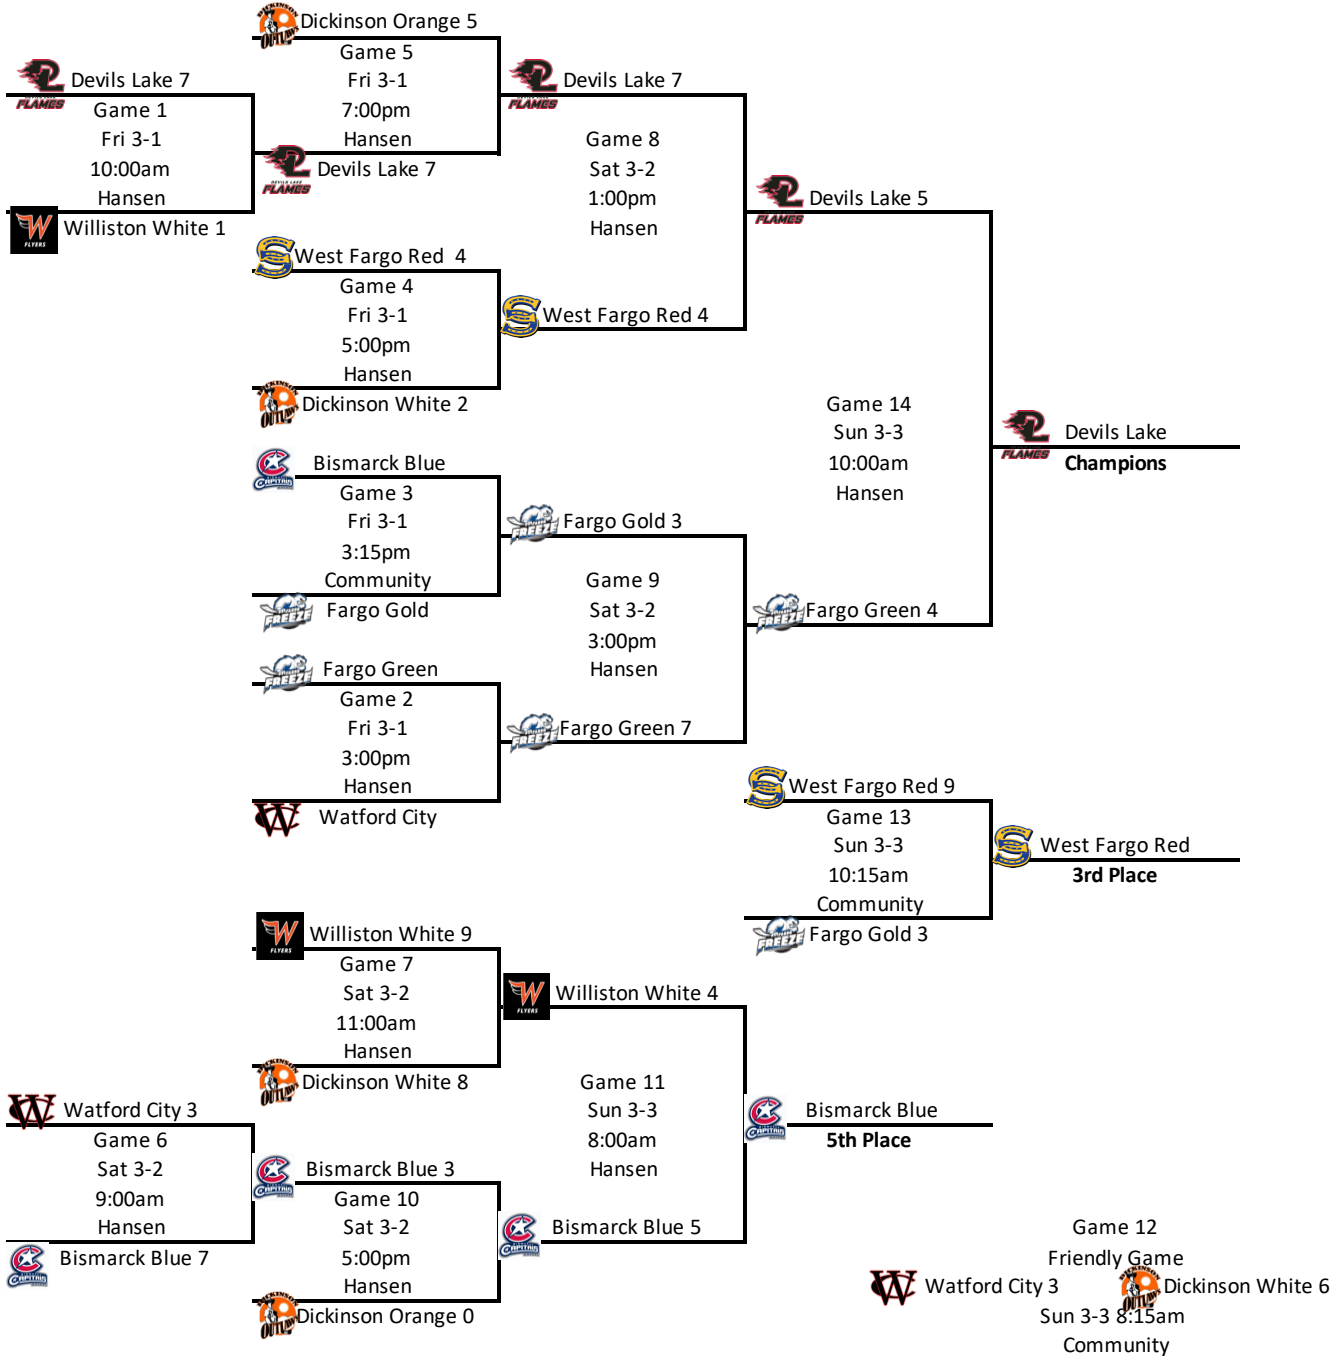 Dickinson Orange 5
Game 5
Fri 3-1
7:00pm
Hansen
Devils Lake 7
Devils Lake 7
Game 1
Fri 3-1
10:00am
Hansen
Williston White 1
Devils Lake 7
Game 8
Sat 3-2
1:00pm
Hansen
Devils Lake 5
West Fargo Red 4
Game 4
Fri 3-1
5:00pm
Hansen
Dickinson White 2
West Fargo Red 4
Game 14
Sun 3-3
10:00am
Hansen
Devils Lake
Champions
Bismarck Blue
Game 3
Fri 3-1
3:15pm
Community
Fargo Gold
Fargo Gold 3
Game 9
Sat 3-2
3:00pm
Hansen
Fargo Green 4
Fargo Green
Game 2
Fri 3-1
3:00pm
Hansen
Watford City
Fargo Green 7
West Fargo Red 9
Game 13
Sun 3-3
10:15am
Community
Fargo Gold 3
West Fargo Red
3rd Place
Williston White 9
Game 7
Sat 3-2
11:00am
Hansen
Dickinson White 8
Williston White 4
Game 11
Sun 3-3
8:00am
Hansen
Bismarck Blue
5th Place
Watford City 3
Game 6
Sat 3-2
9:00am
Hansen
Bismarck Blue 7
Bismarck Blue 3
Game 10
Sat 3-2
5:00pm
Hansen
Dickinson Orange 0
Bismarck Blue 5
Game 12
Friendly Game
Watford City 3
Dickinson White 6
Sun 3-3 8:15am
Community